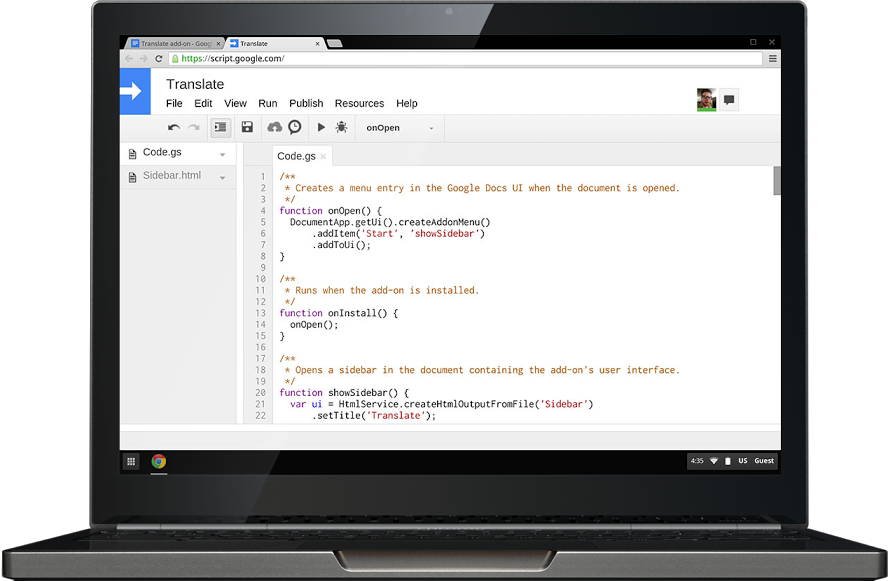 Translate add-on - Goog
Translate
https://script.google.com/
Translate
File Edit View Run Publish Resources Help
onOpen
Code.gs
Sidebar.html
Code.gs
1 /**
2 * Creates a menu entry in the Google Docs UI when the document is opened.
3 */
4 function onOpen() {
5 DocumentApp.getUi().createAddonMenu()
6 .addItem('Start', 'showSidebar')
7 .addToUi();
8 }
9
10 /**
11 * Runs when the add-on is installed.
12 */
13 function onInstall() {
14 onOpen();
15 }
16
17 /**
18 * Opens a sidebar in the document containing the add-on's user interface.
19 */
20 function showSidebar() {
21 var ui = HtmlService.createHtmlOutputFromFile('Sidebar')
22 .setTitle('Translate');
4:35 US Guest